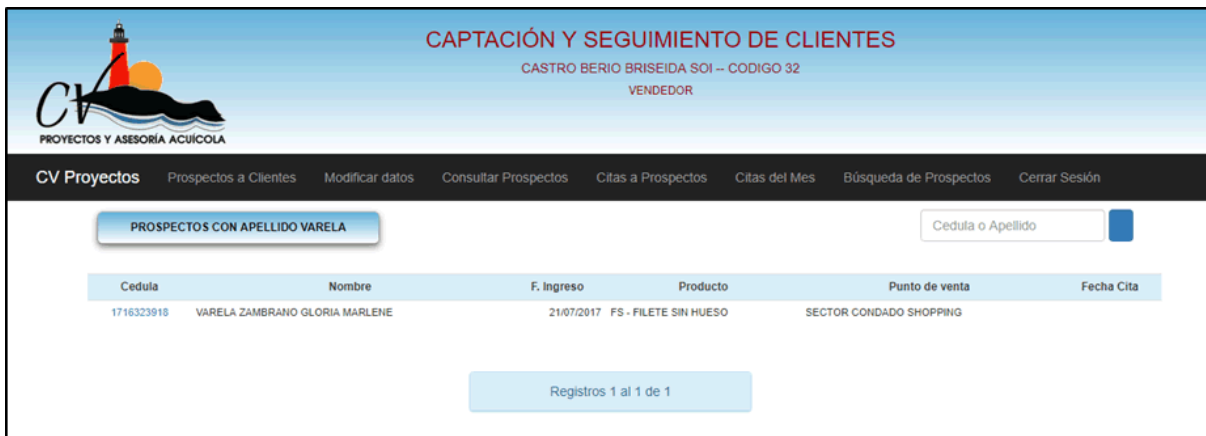 CAPTACIÓN Y SEGUIMIENTO DE CLIENTES
CASTRO BERIO BRISEIDA SOI -- CODIGO 32
VENDEDOR
CV
PROYECTOS Y ASESORÍA ACUÍCOLA
CV Proyectos Prospectos a Clientes Modificar datos Consultar Prospectos Citas a Prospectos Citas del Mes Búsqueda de Prospectos Cerrar Sesión
PROSPECTOS CON APELLIDO VARELA Cedula o Apellido
Cedula Nombre F. Ingreso Producto Punto de venta Fecha Cita
1716323918 VARELA ZAMBRANO GLORIA MARLENE 21/07/2017 FS - FILETE SIN HUESO SECTOR CONDADO SHOPPING
Registros 1 al 1 de 1